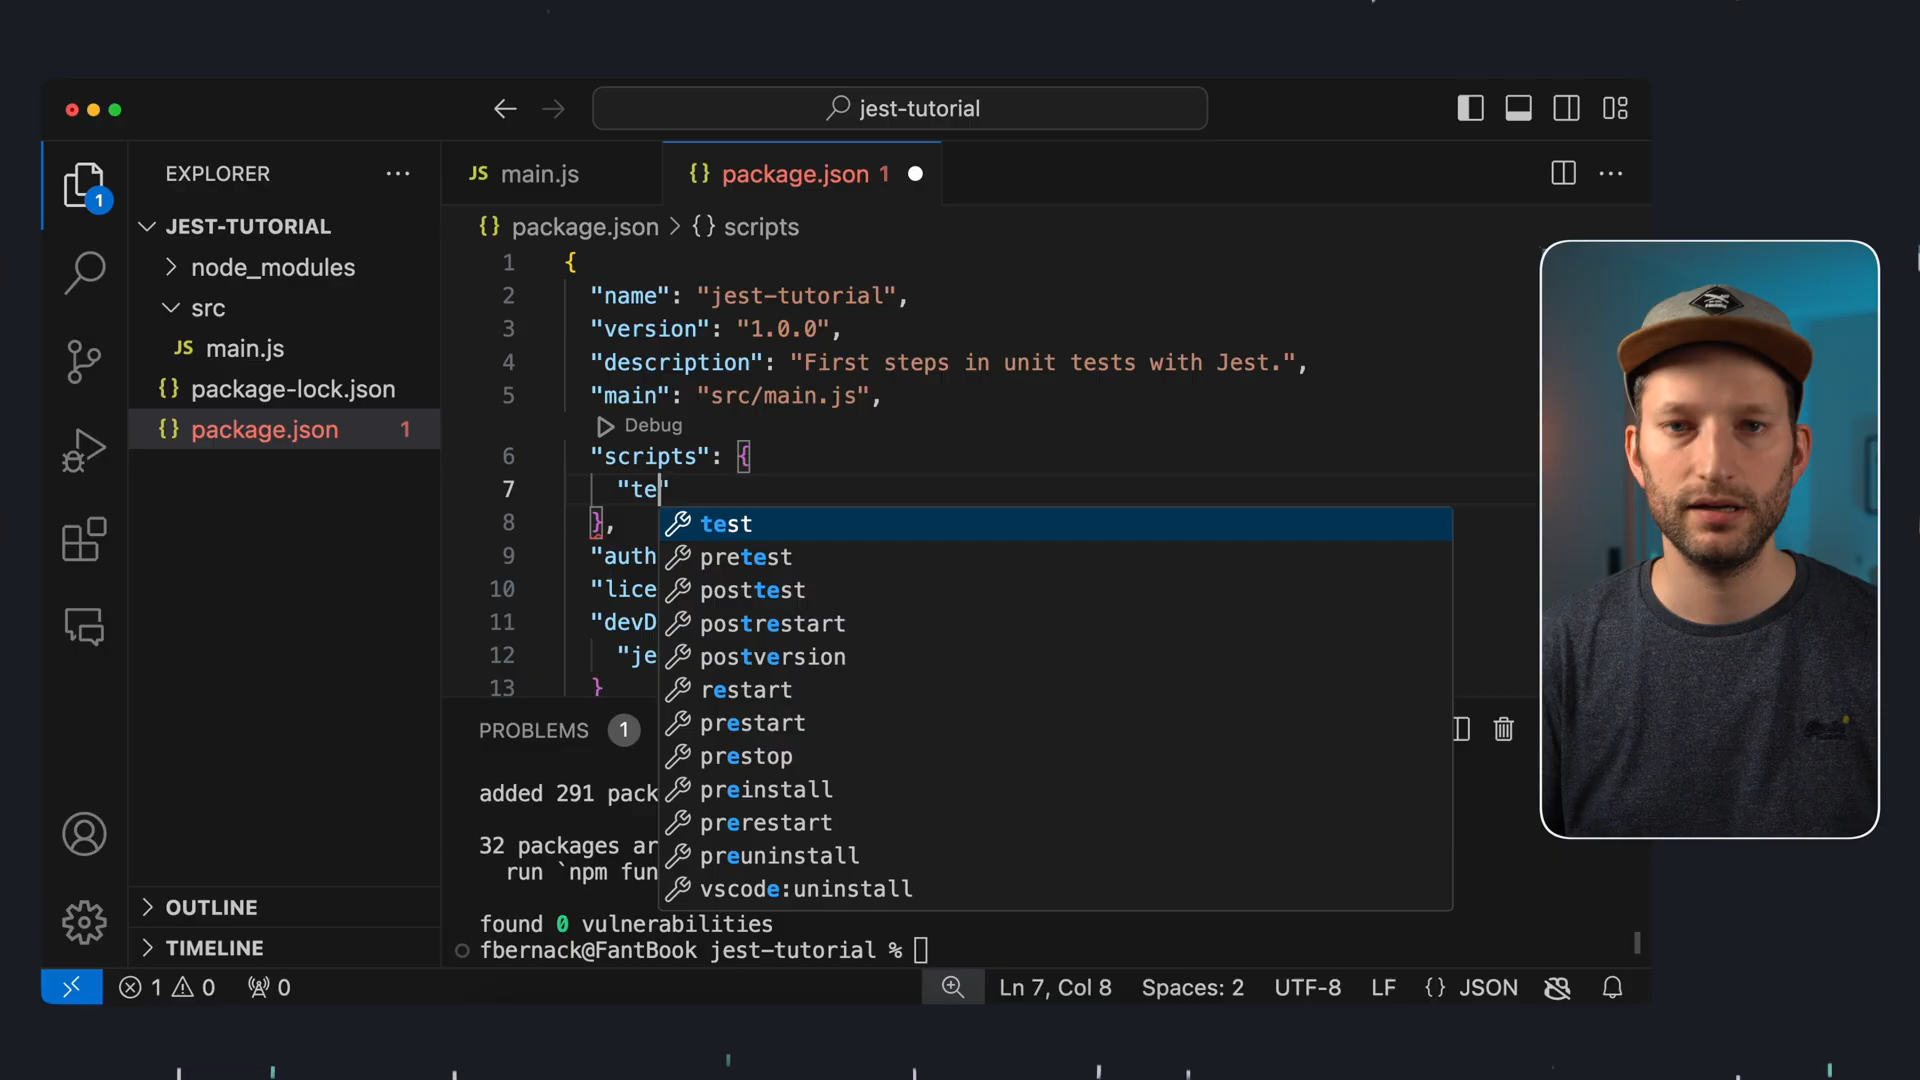 jest-tutorial
EXPLORER
JS main.js
{} package.json 1
1
JEST-TUTORIAL
node_modules
src
JS main.js
{} package-lock.json
{} package.json 1
OUTLINE
TIMELINE
{} package.json > {} scripts
1 {
2 "name": "jest-tutorial",
3 "version": "1.0.0",
4 "description": "First steps in unit tests with Jest.",
5 "main": "src/main.js",
Debug
6 "scripts": {
7 "te"
8 },
9 "auth
10 "lice
11 "devD
12 "je
13 }
test
pretest
posttest
postrestart
postversion
restart
prestart
prestop
preinstall
prerestart
preuninstall
vscode:uninstall
PROBLEMS 1
added 291 pack
32 packages ar
run `npm fun
found 0 vulnerabilities
fbernack@FantBook jest-tutorial %
1 0 0
Ln 7, Col 8 Spaces: 2 UTF-8 LF {} JSON